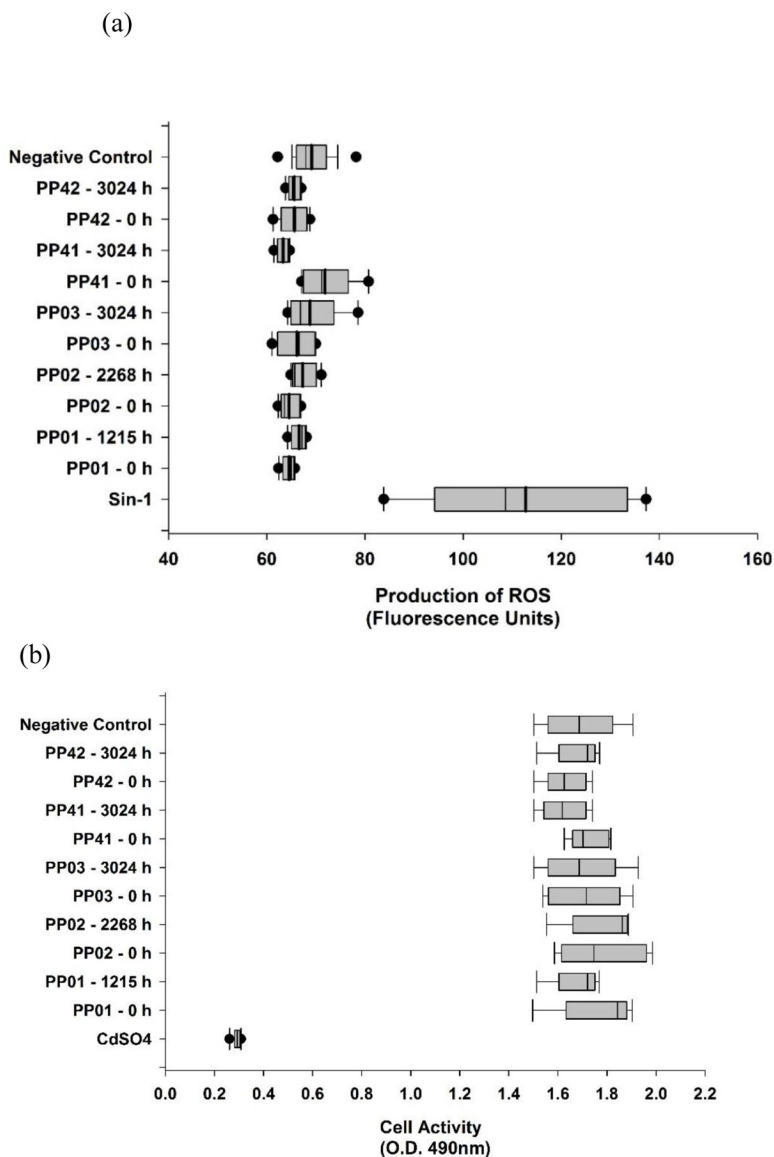 (a)
Negative Control
PP42 - 3024 h
PP42 - 0 h
PP41 - 3024 h
PP41 - 0 h
PP03 - 3024 h
PP03 - 0 h
PP02 - 2268 h
PP02 - 0 h
PP01 - 1215 h
PP01 - 0 h
Sin-1
40 60 80 100 120 140 160
Production of ROS
(Fluorescence Units)
(b)
Negative Control
PP42 - 3024 h
PP42 - 0 h
PP41 - 3024 h
PP41 - 0 h
PP03 - 3024 h
PP03 - 0 h
PP02 - 2268 h
PP02 - 0 h
PP01 - 1215 h
PP01 - 0 h
CdSO4
0.0 0.2 0.4 0.6 0.8 1.0 1.2 1.4 1.6 1.8 2.0 2.2
Cell Activity
(O.D. 490nm)